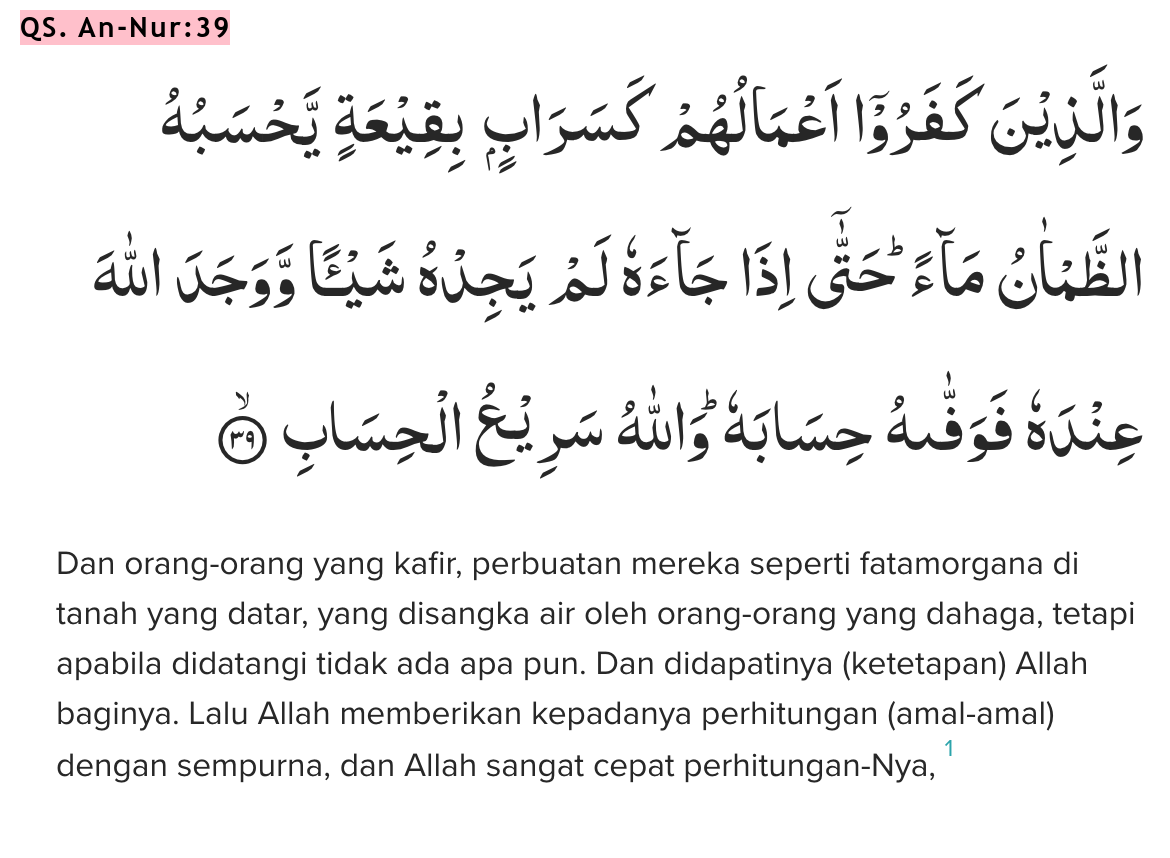 QS. An-Nur:39
وَالَّذِيْنَ كَفَرُوْٓا اَعْمَالُهُمْ كَسَرَابٍۢ بِقِيْعَةٍ يَّحْسَبُهُ
الظَّمْاٰنُ مَاۤءًۗ حَتّٰٓى اِذَا جَاۤءَهٗ لَمْ يَجِدْهُ شَيْـًٔا وَّوَجَدَ اللّٰهَ
عِنْدَهٗ فَوَفّٰىهُ حِسَابَهٗ ۗوَاللّٰهُ سَرِيْعُ الْحِسَابِ ۙ ٣٩
Dan orang-orang yang kafir, perbuatan mereka seperti fatamorgana di
tanah yang datar, yang disangka air oleh orang-orang yang dahaga, tetapi
apabila didatangi tidak ada apa pun. Dan didapatinya (ketetapan) Allah
baginya. Lalu Allah memberikan kepadanya perhitungan (amal-amal)
dengan sempurna, dan Allah sangat cepat perhitungan-Nya, 1